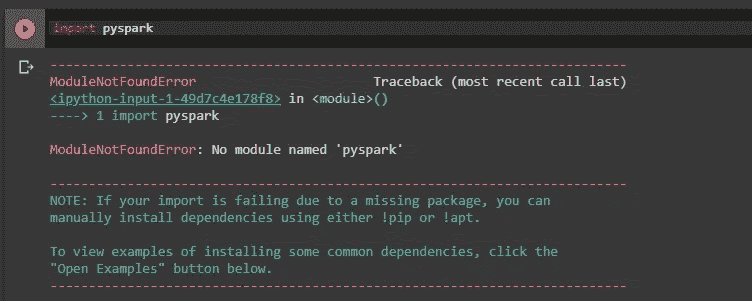 import pyspark
---------------------------------------------------------------------------
ModuleNotFoundError Traceback (most recent call last)
<ipython-input-1-49d7c4e178f8> in <module>()
----> 1 import pyspark
ModuleNotFoundError: No module named 'pyspark'
---------------------------------------------------------------------------
NOTE: If your import is failing due to a missing package, you can
manually install dependencies using either !pip or !apt.
To view examples of installing some common dependencies, click the
"Open Examples" button below.
---------------------------------------------------------------------------